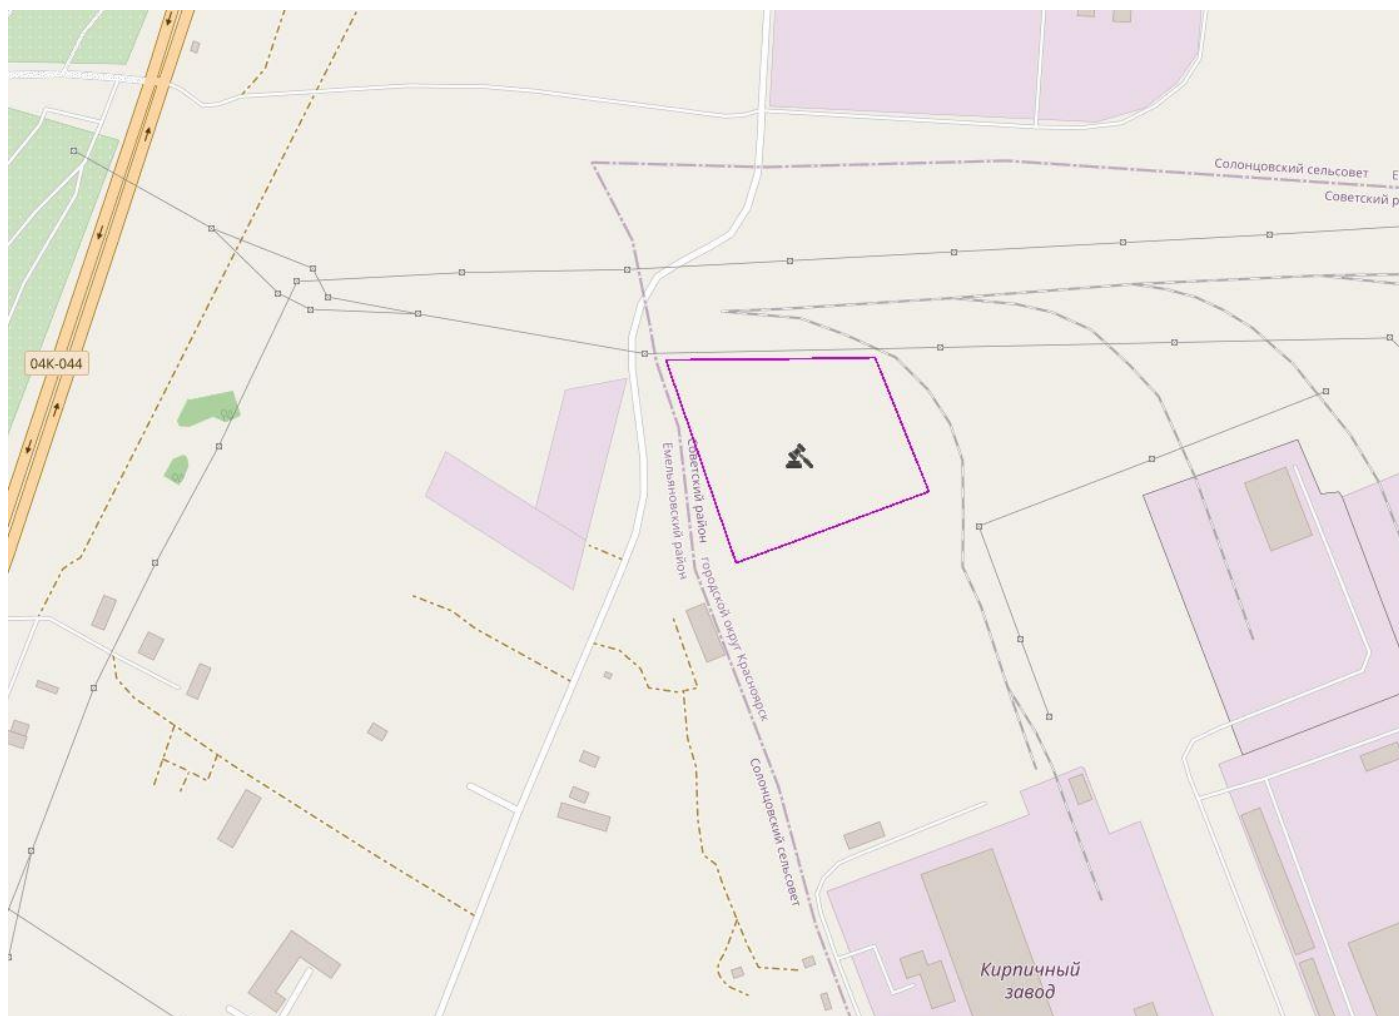 Солонцовский сельсовет
Е
Советский р
04К-044
Советский район
Емельяновский район
городской округ Красноярск
Солонцовский сельсовет
Кирпичный
завод